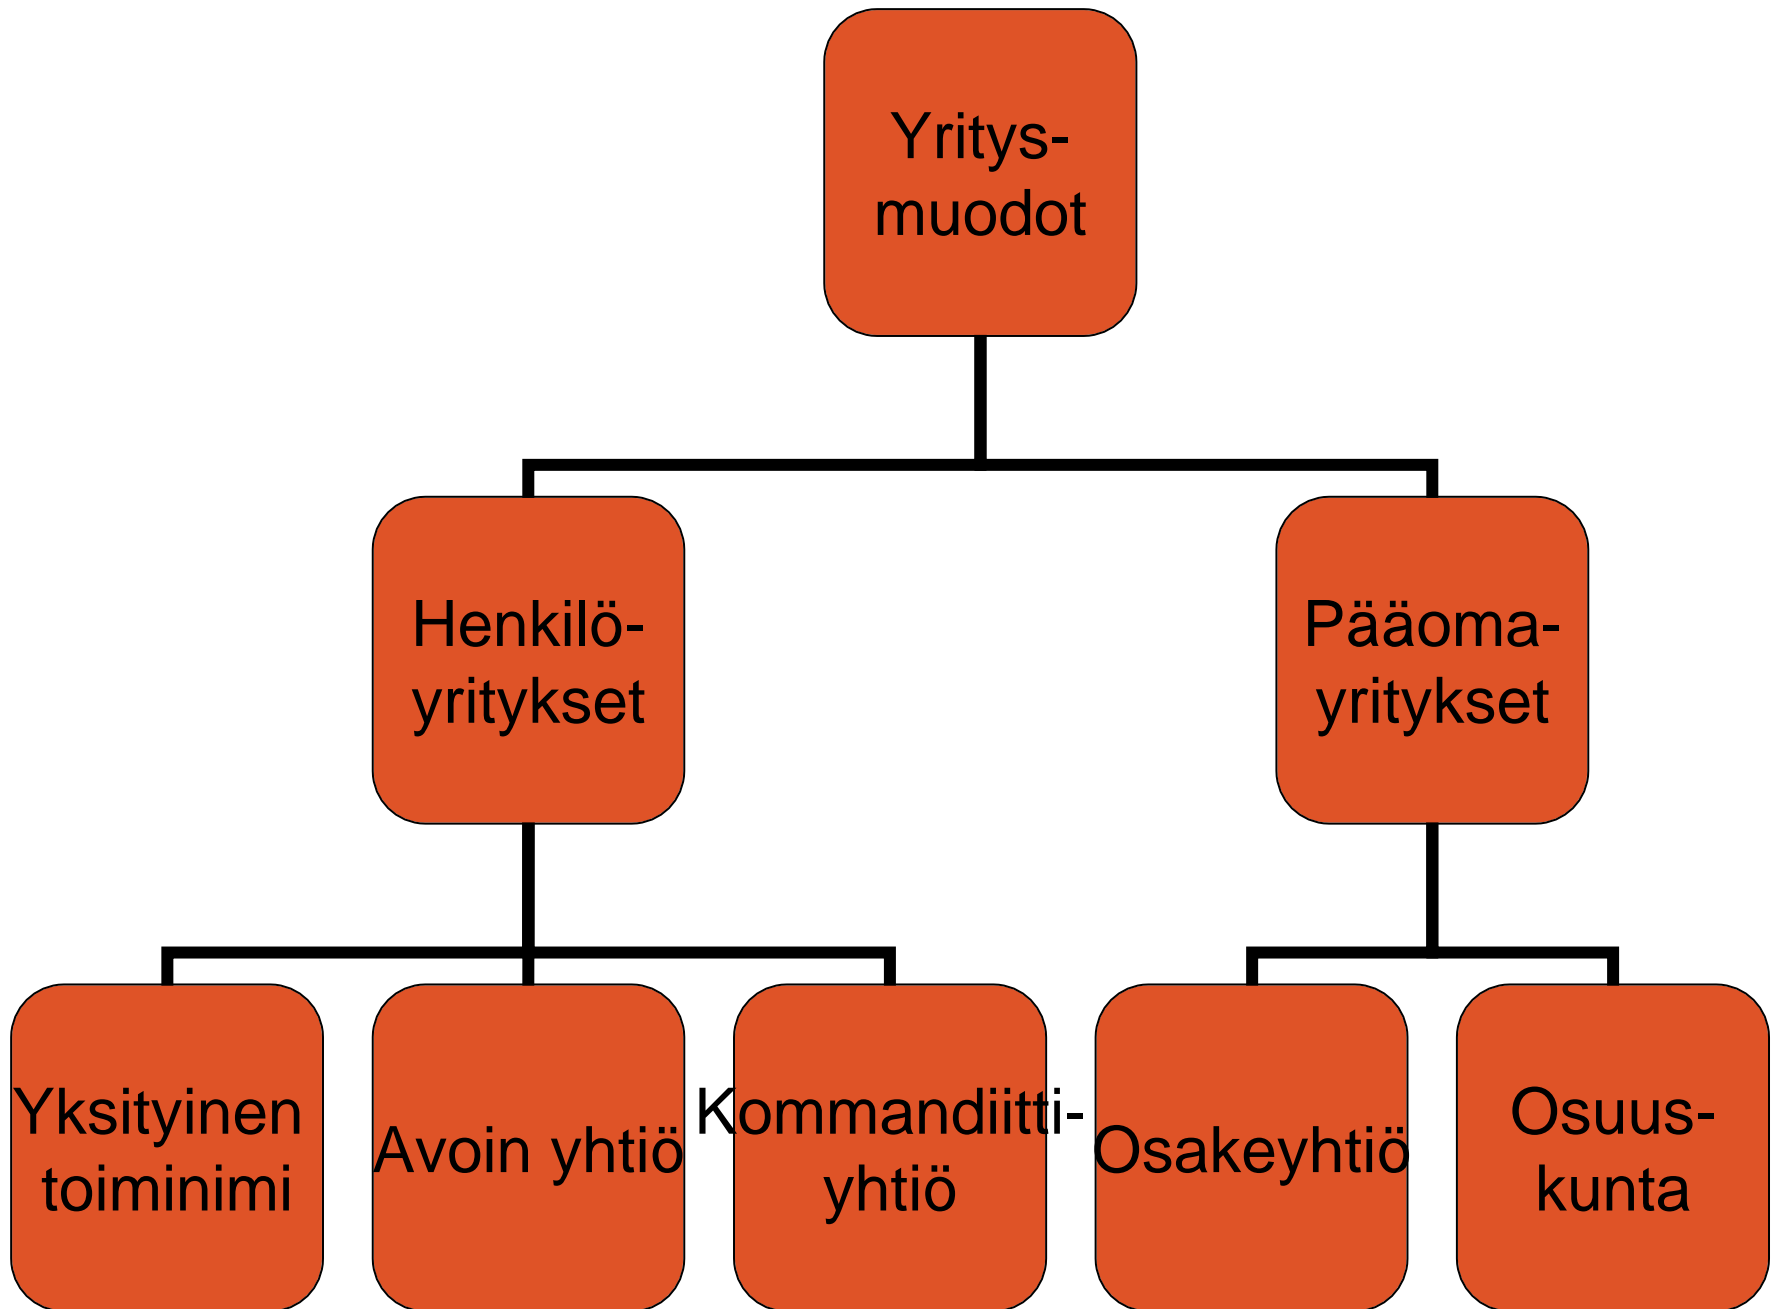 Yritys-
muodot
Henkilö-
yritykset
Pääoma-
yritykset
Yksityinen
toiminimi
Avoin yhtiö
Kommandiitti-
yhtiö
Osakeyhtiö
Osuus-
kunta